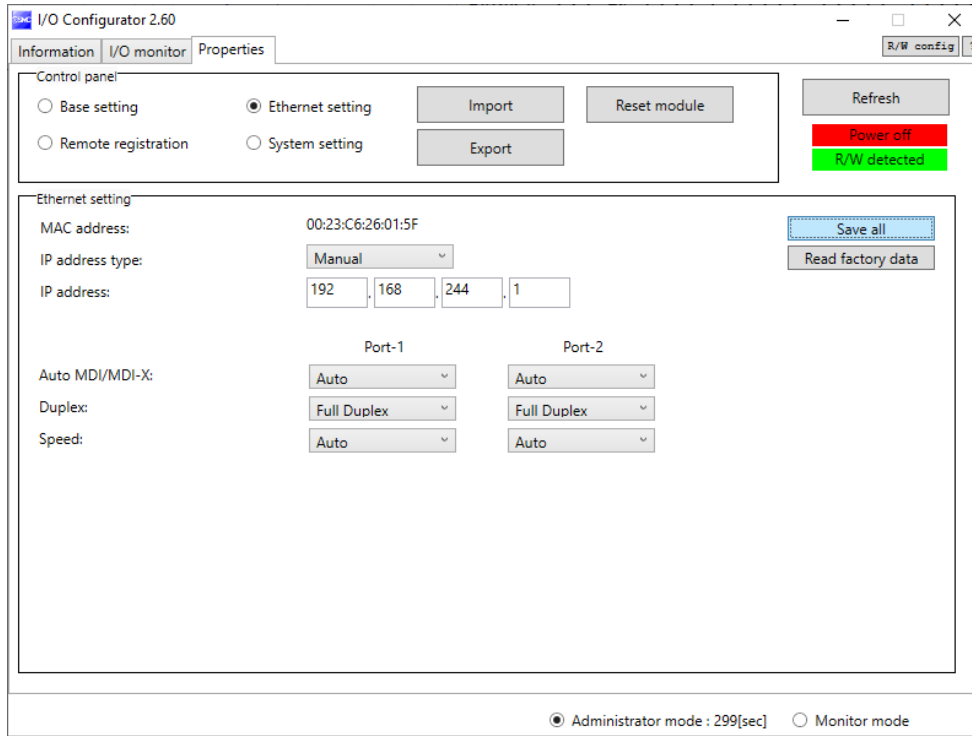 SMC I/O Configurator 2.60
Information I/O monitor Properties R/W config
Control panel
Base setting Ethernet setting Import Reset module Refresh
Remote registration System setting Export
Power off
R/W detected
Ethernet setting
MAC address: 00:23:C6:26:01:5F Save all
IP address type: Manual Read factory data
IP address: 192 . 168 . 244 . 1
Port-1 Port-2
Auto MDI/MDI-X: Auto Auto
Duplex: Full Duplex Full Duplex
Speed: Auto Auto
Administrator mode : 299[sec] Monitor mode